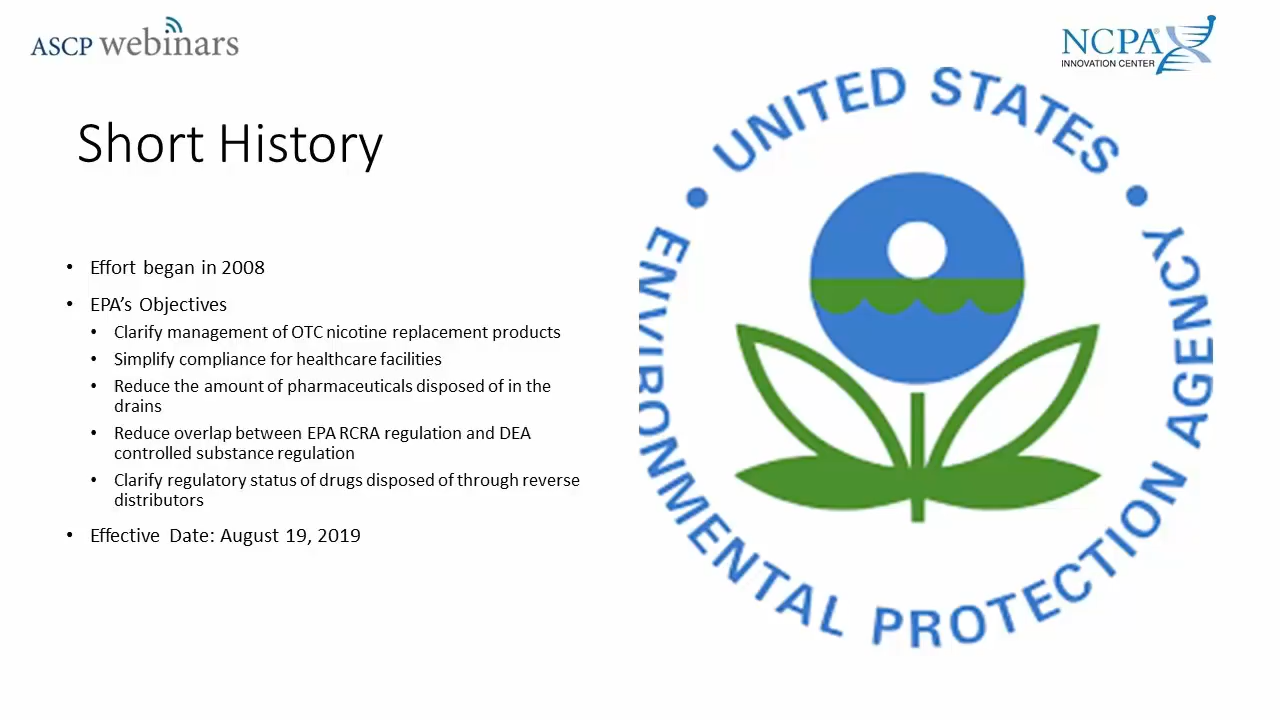 ASCP webinars
NCPA
INNOVATION CENTER
Short History
• Effort began in 2008
• EPA's Objectives
• Clarify management of OTC nicotine replacement products
• Simplify compliance for healthcare facilities
• Reduce the amount of pharmaceuticals disposed of in the
drains
• Reduce overlap between EPA RCRA regulation and DEA
controlled substance regulation
• Clarify regulatory status of drugs disposed of through reverse
distributors
• Effective Date: August 19, 2019
• UNITED STATES •
ENVIRONMENTAL PROTECTION AGENCY